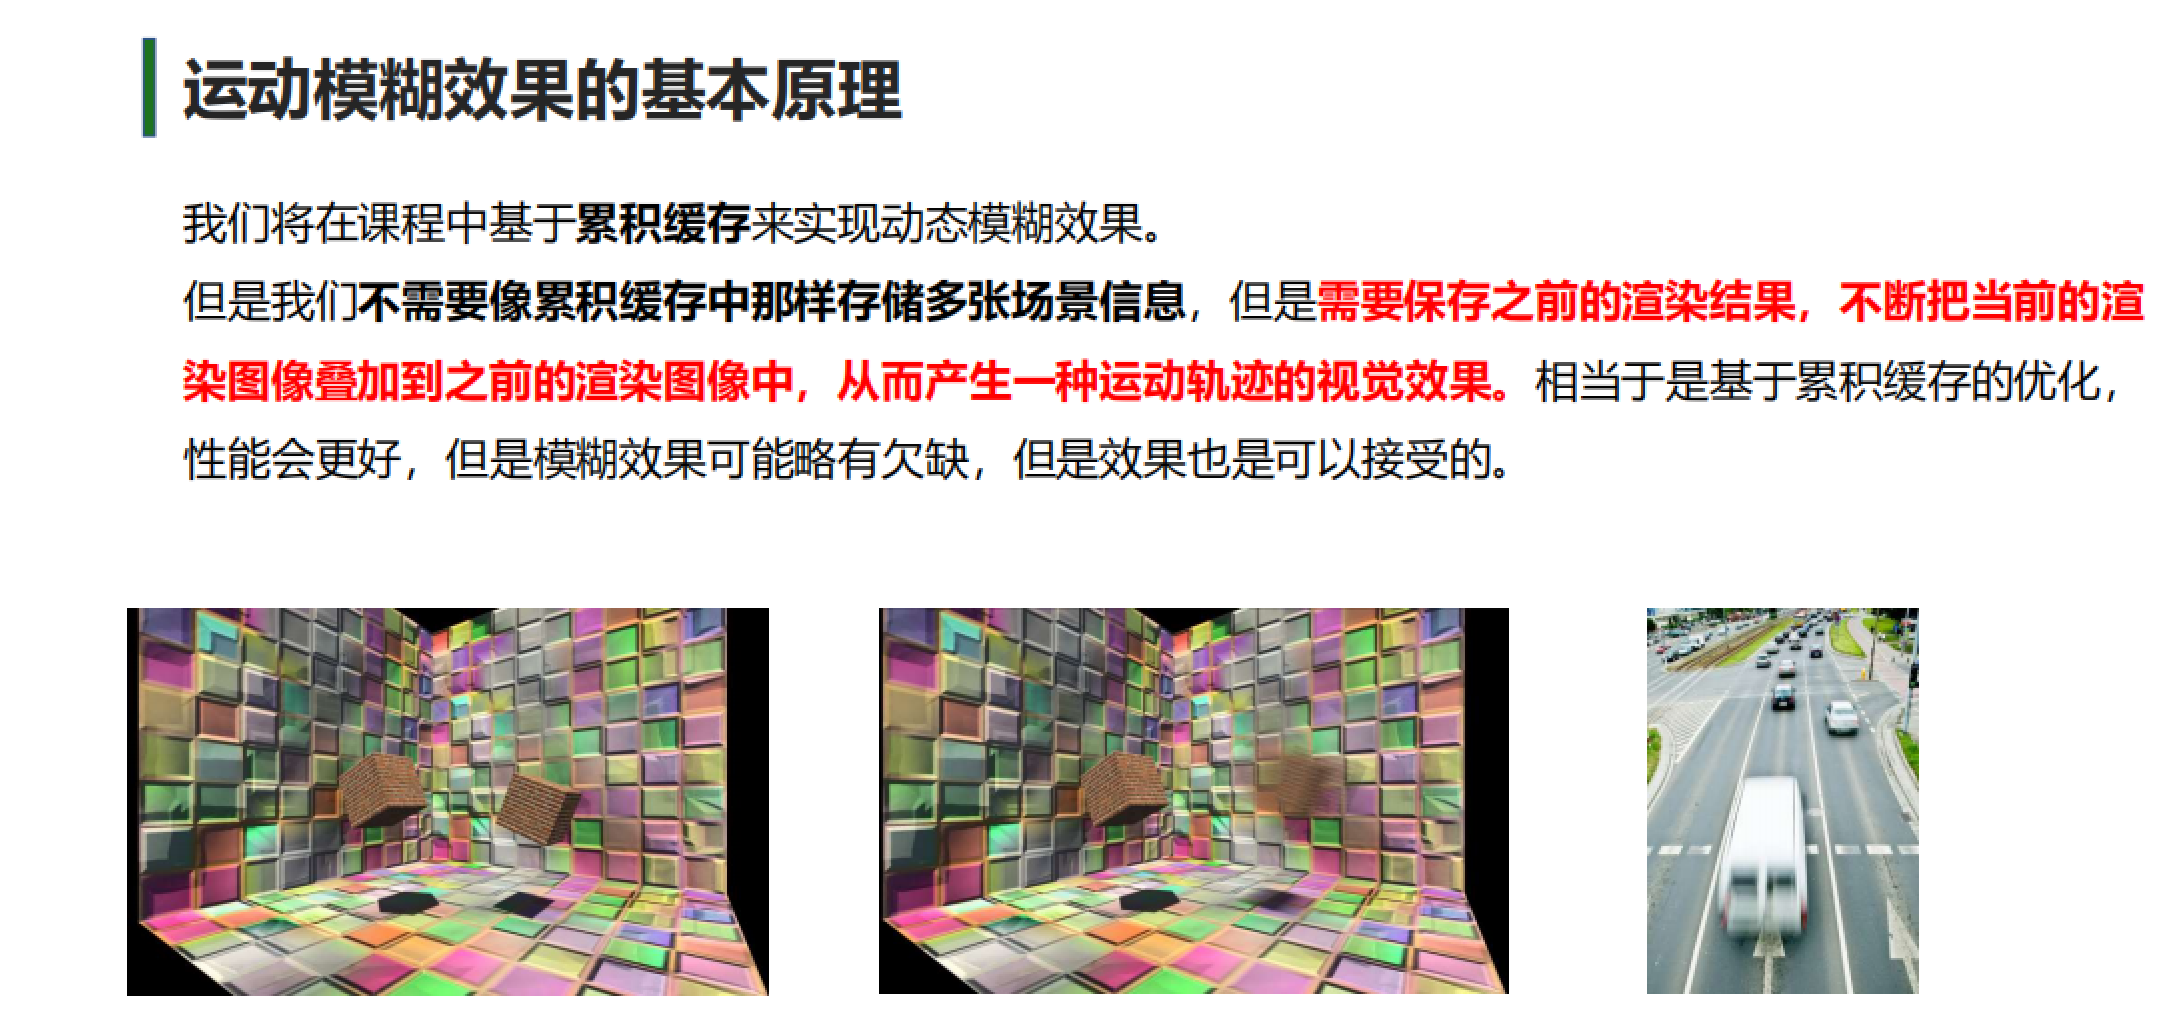 运动模糊效果的基本原理
我们将在课程中基于累积缓存来实现动态模糊效果。
但是我们不需要像累积缓存中那样存储多张场景信息，但是需要保存之前的渲染结果，不断把当前的渲
染图像叠加到之前的渲染图像中，从而产生一种运动轨迹的视觉效果。相当于是基于累积缓存的优化，
性能会更好，但是模糊效果可能略有欠缺，但是效果也是可以接受的。